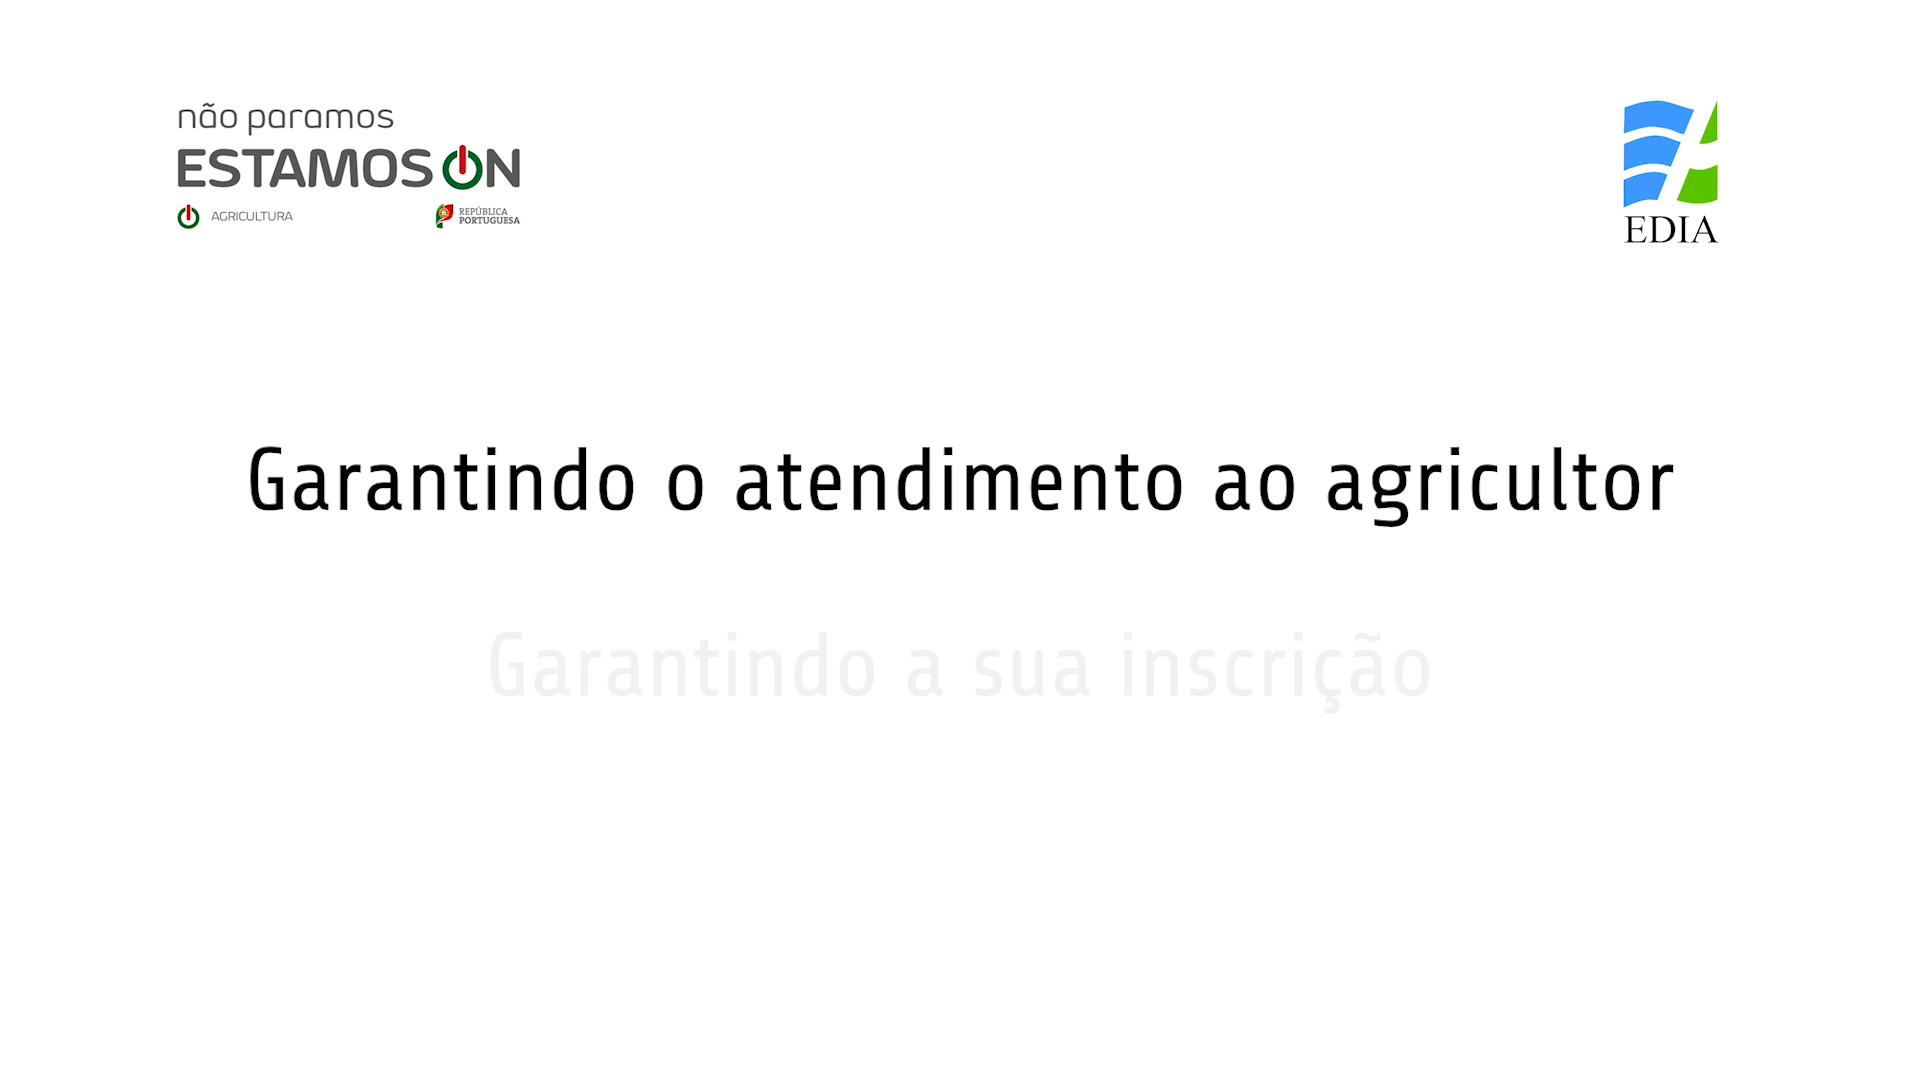 não paramos
ESTAMOS ON
AGRICULTURA
REPÚBLICA
PORTUGUESA
EDIA
Garantindo o atendimento ao agricultor
Garantindo a sua inscrição